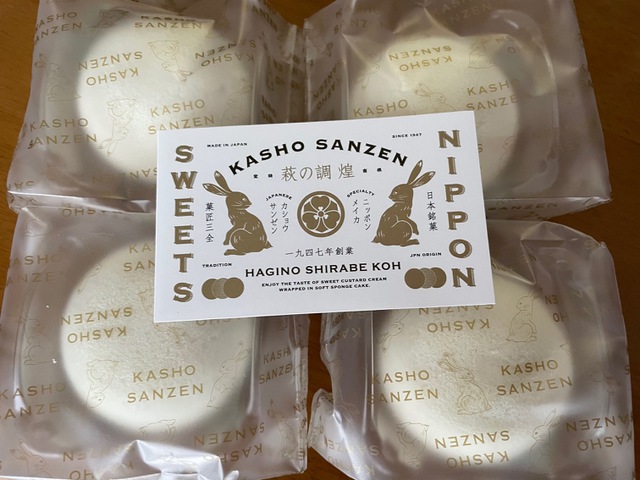 KASHO SANZEN
MADE IN JAPAN
SINCE 1947
SWEETS
NIPPON
萩の調 煌
宮城
菓匠三全
JAPANESE
カショウ
サンゼン
SPECIALTY
ニッポン
メイカ
日本銘菓
一九四七年創業
TRADITION
JPN ORIGIN
HAGINO SHIRABE KOH
ENJOY THE TASTE OF SWEET CUSTARD CREAM
WRAPPED IN SOFT SPONGE CAKE.
KASHO
SANZEN
KASHO
SANZEN
KASHO
SANZEN
KASHO
SANZEN
KASHO
SANZEN
KASHO
SANZEN